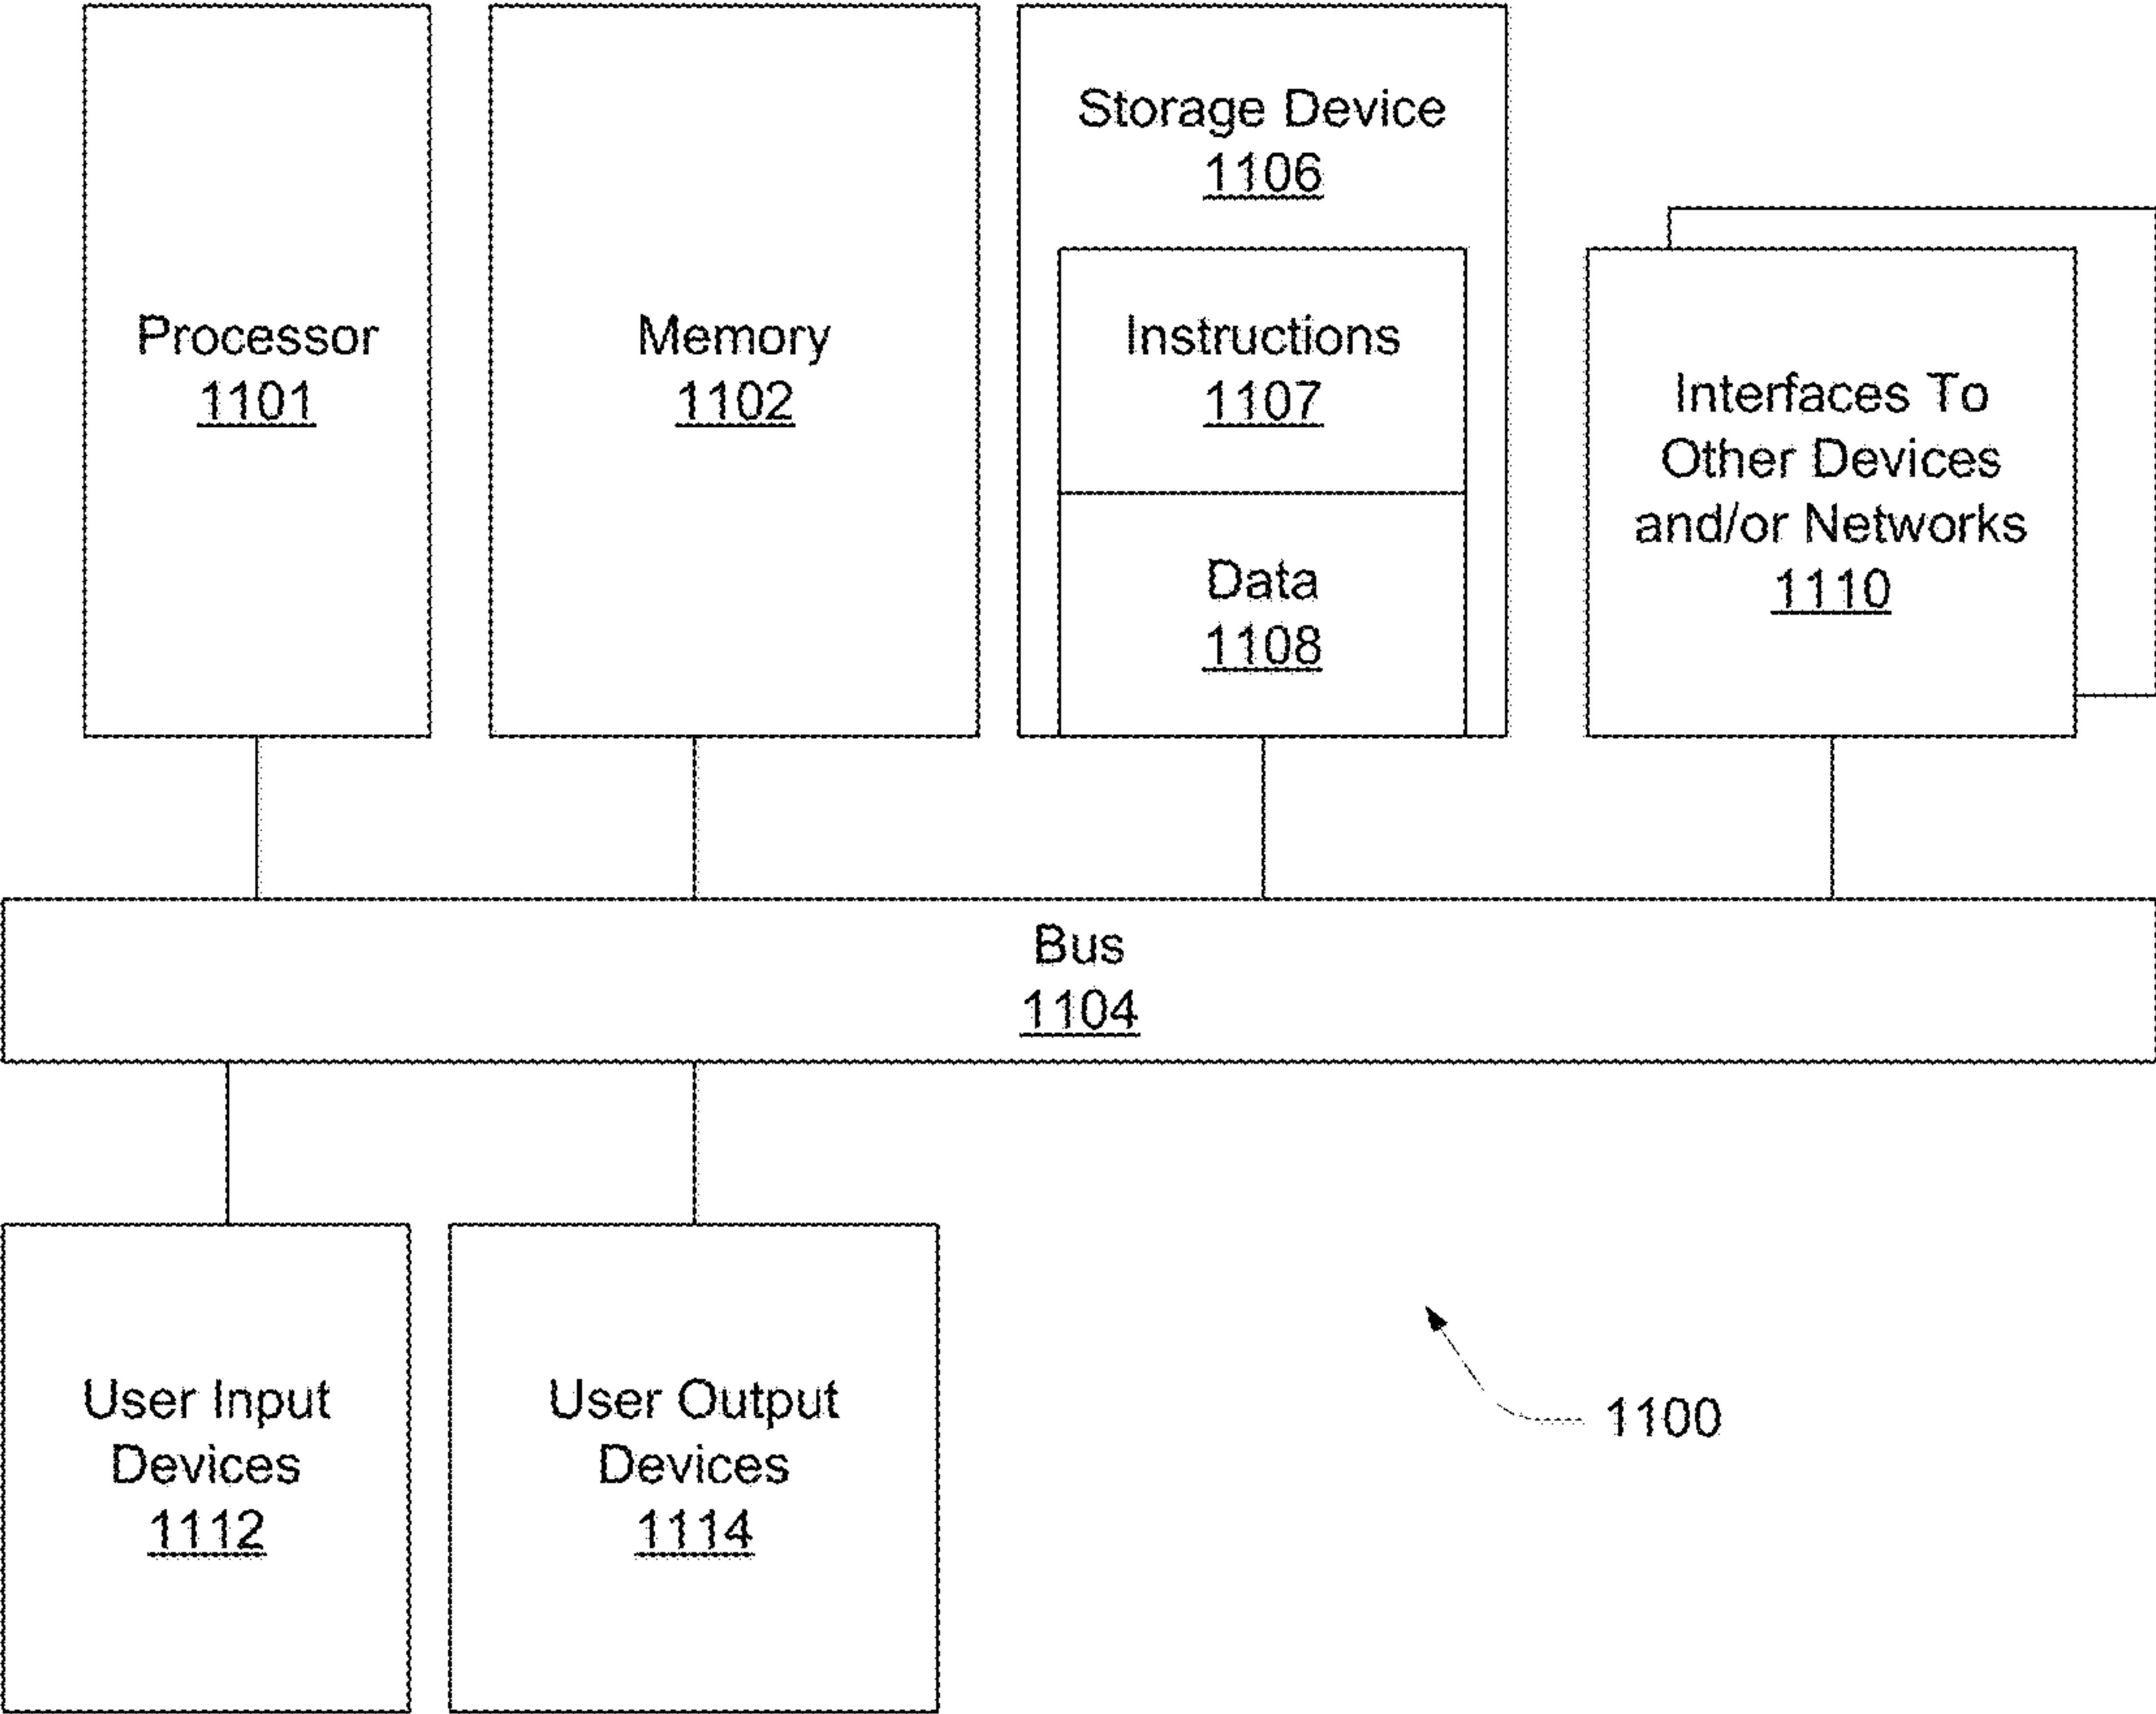 Processor
1101
Memory
1102
Storage Device
1106
Instructions
1107
Data
1108
Interfaces To
Other Devices
and/or Networks
1110
Bus
1104
User Input
Devices
1112
User Output
Devices
1114
1100